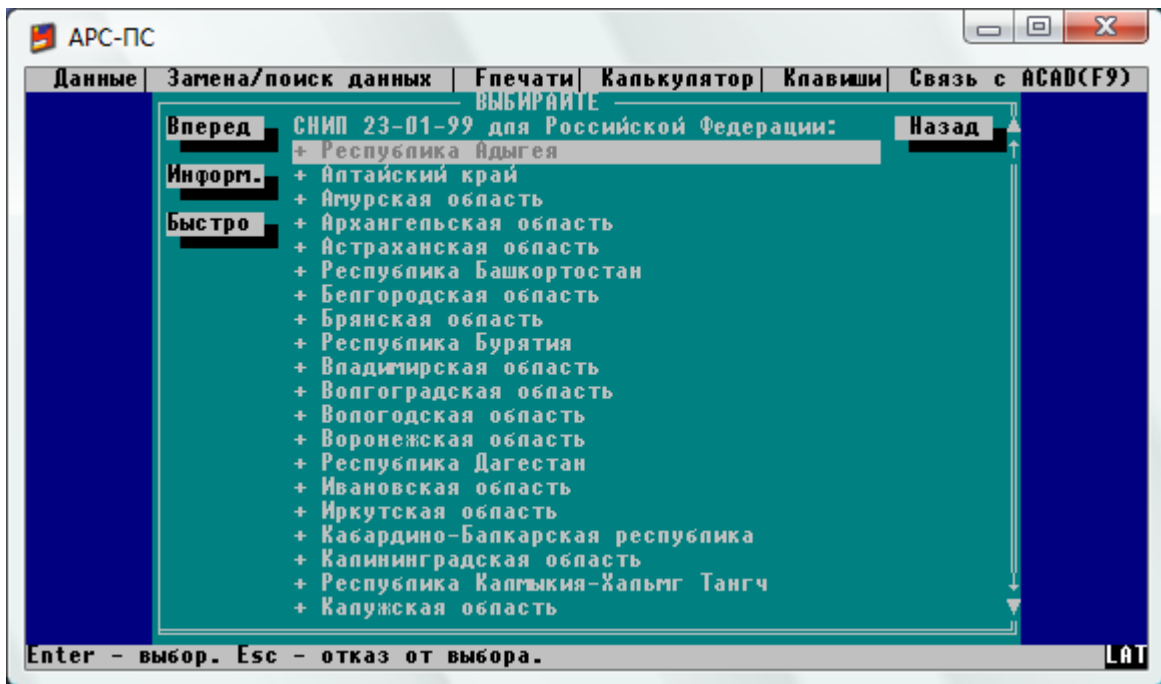 АРС-ПС
Данные| Замена/поиск данных | Fпечати| Калькулятор| Клавиши| Связь с ACAD(F9)
ВЫБИРАЙТЕ
Вперед СНИП 23-01-99 для Российской Федерации: Назад
+ Республика Адыгея
Информ. + Алтайский край
+ Амурская область
Быстро + Архангельская область
+ Астраханская область
+ Республика Башкортостан
+ Белгородская область
+ Брянская область
+ Республика Бурятия
+ Владимирская область
+ Волгоградская область
+ Вологодская область
+ Воронежская область
+ Республика Дагестан
+ Ивановская область
+ Иркутская область
+ Кабардино-Балкарская республика
+ Калининградская область
+ Республика Калмыкия-Хальмг Тангч
+ Калужская область
Enter - выбор. Esc - отказ от выбора. LAT